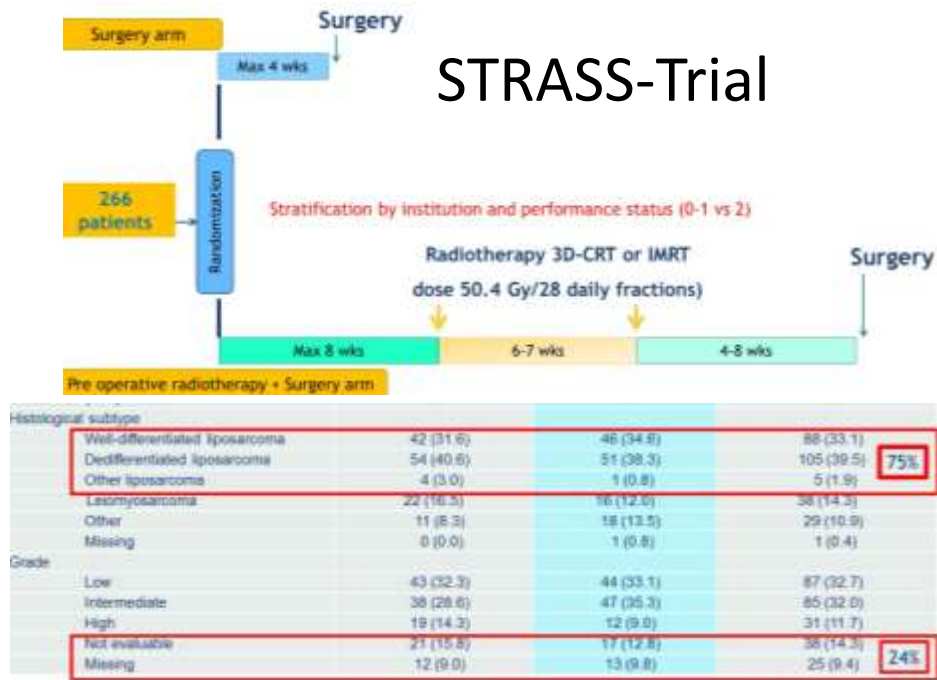 Surgery arm
Surgery
Max 4 wks
STRASS-Trial
266
patients
Randomization
Stratification by institution and performance status (0-1 vs 2)
Radiotherapy 3D-CRT or IMRT
dose 50.4 Gy/28 daily fractions)
Surgery
Max 8 wks 6-7 wks 4-8 wks
Pre operative radiotherapy + Surgery arm
Histological subtype
Well-differentiated liposarcoma 42 (31.6) 46 (34.6) 88 (33.1)
Dedifferentiated liposarcoma 54 (40.6) 51 (38.3) 105 (39.5) 75%
Other liposarcoma 4 (3.0) 1 (0.8) 5 (1.9)
Leiomyosarcoma 22 (16.5) 16 (12.0) 38 (14.3)
Other 11 (8.3) 18 (13.5) 29 (10.9)
Missing 0 (0.0) 1 (0.8) 1 (0.4)
Grade
Low 43 (32.3) 44 (33.1) 87 (32.7)
Intermediate 38 (28.6) 47 (35.3) 85 (32.0)
High 19 (14.3) 12 (9.0) 31 (11.7)
Not evaluable 21 (15.8) 17 (12.8) 38 (14.3)
Missing 12 (9.0) 13 (9.8) 25 (9.4) 24%